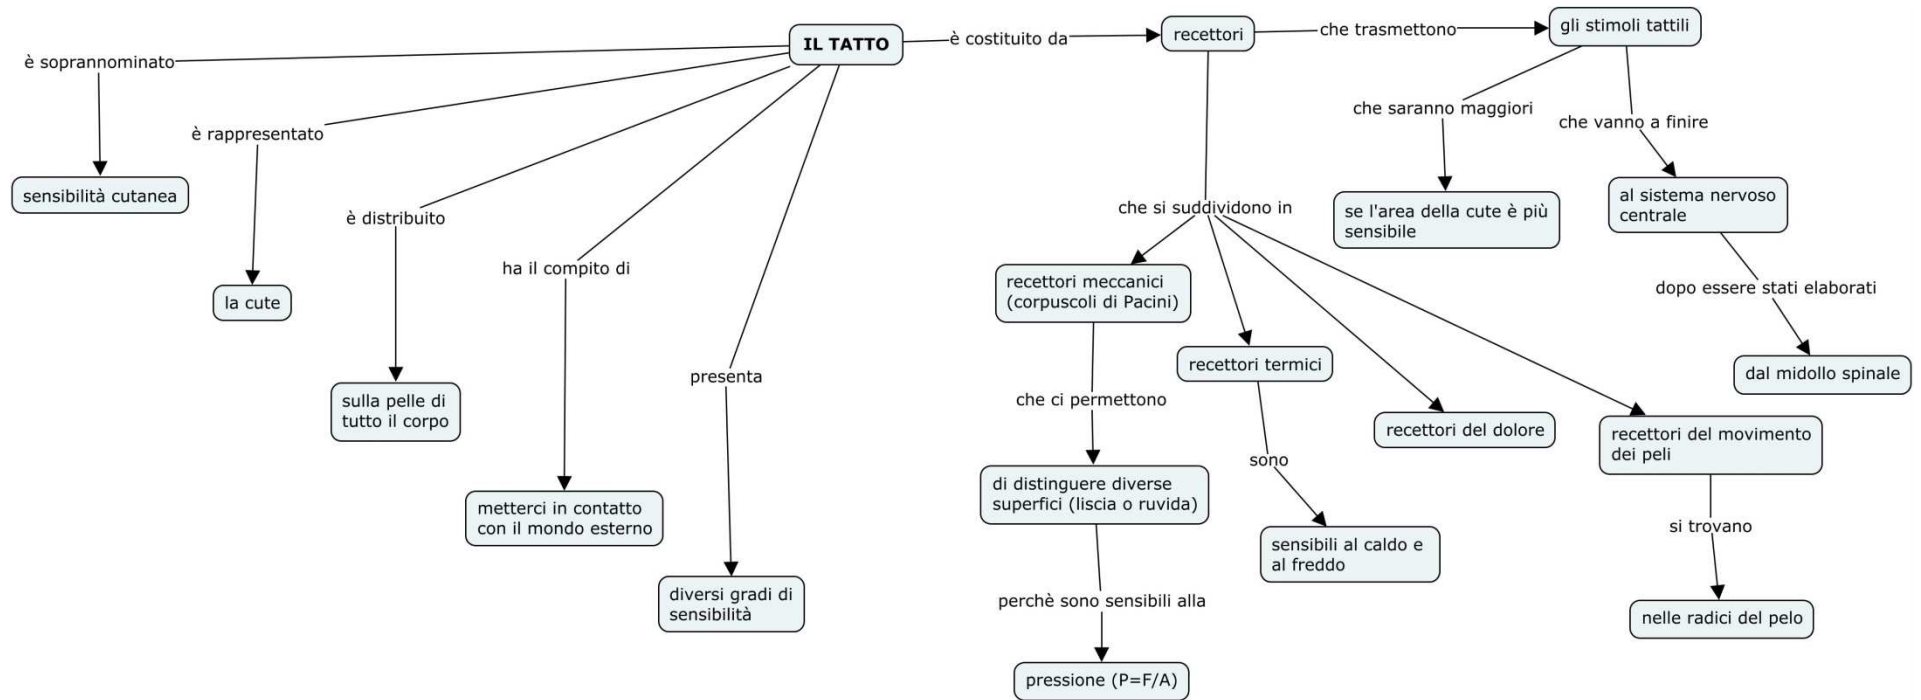 IL TATTO
è soprannominato
sensibilità cutanea
è rappresentato
la cute
è distribuito
sulla pelle di
tutto il corpo
ha il compito di
metterci in contatto
con il mondo esterno
presenta
diversi gradi di
sensibilità
è costituito da
recettori
che si suddividono in
recettori meccanici
(corpuscoli di Pacini)
che ci permettono
di distinguere diverse
superfici (liscia o ruvida)
perchè sono sensibili alla
pressione (P=F/A)
recettori termici
sono
sensibili al caldo e
al freddo
recettori del dolore
recettori del movimento
dei peli
si trovano
nelle radici del pelo
che trasmettono
gli stimoli tattili
che saranno maggiori
se l'area della cute è più
sensibile
che vanno a finire
al sistema nervoso
centrale
dopo essere stati elaborati
dal midollo spinale